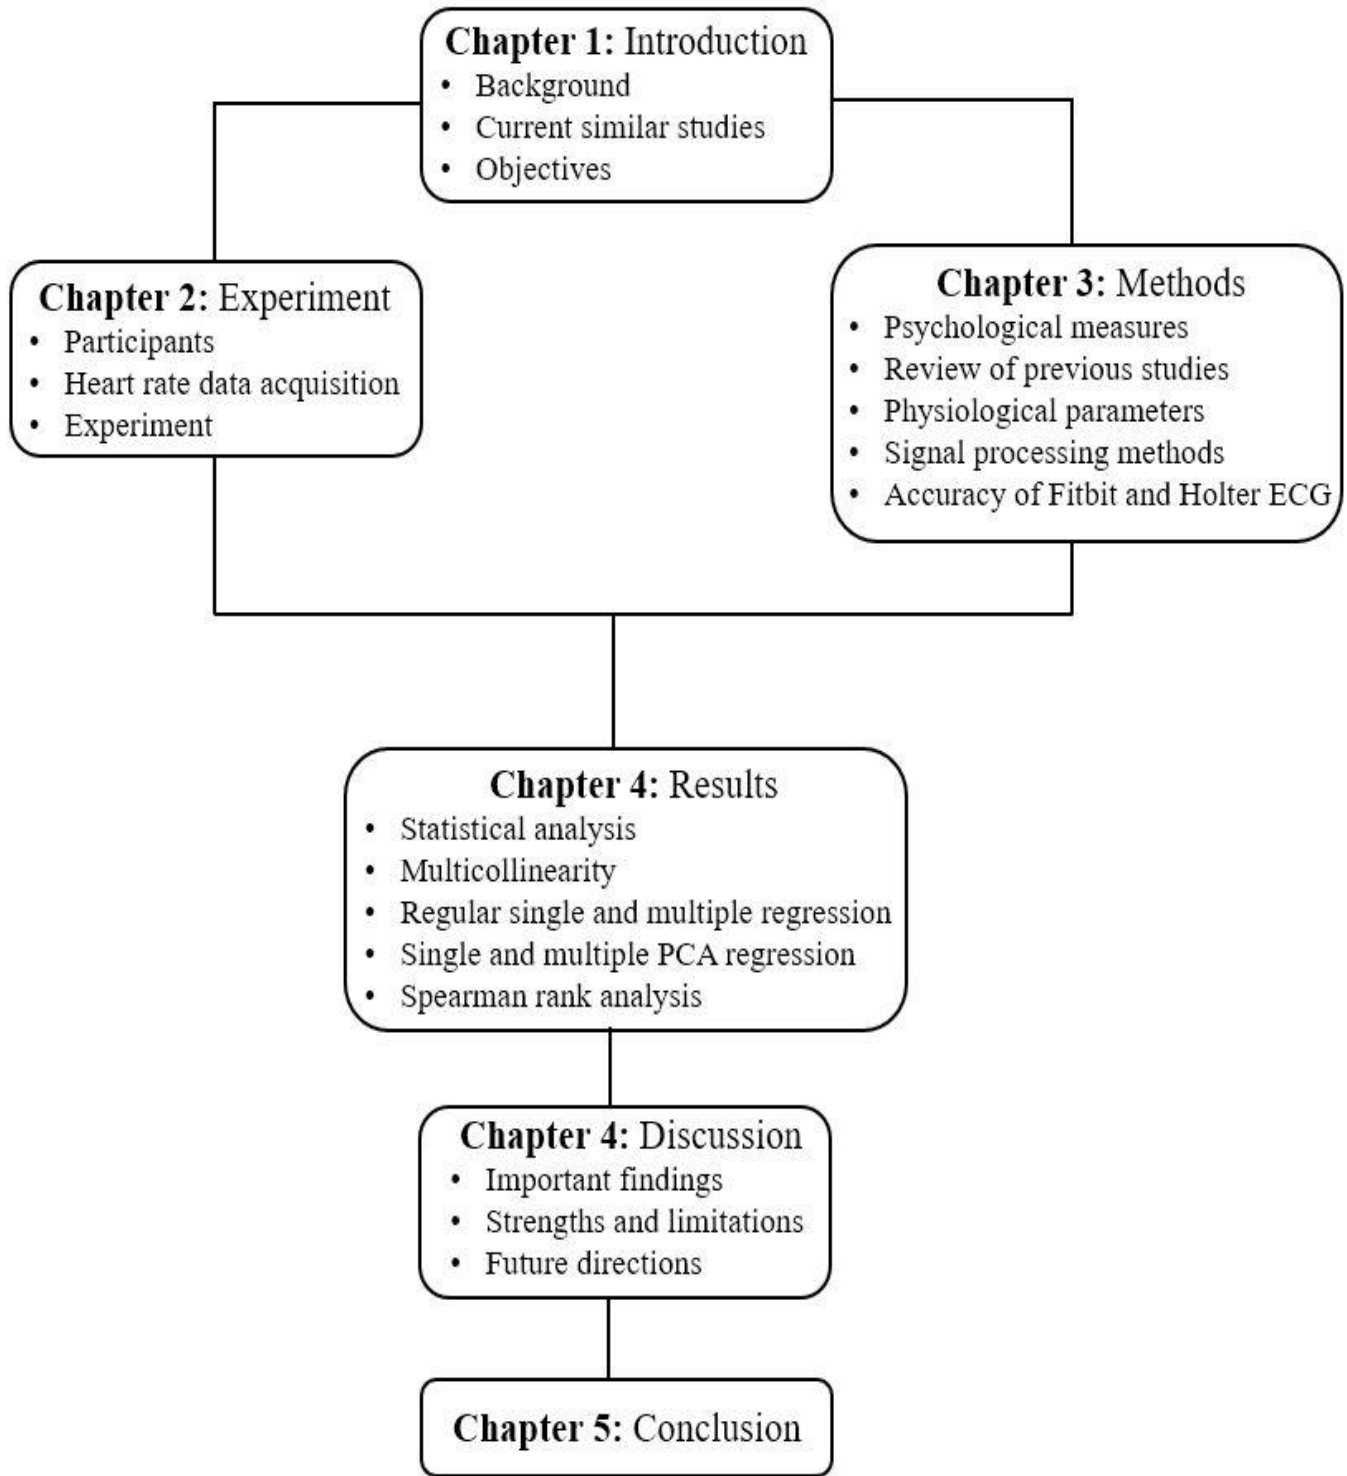 Chapter 1: Introduction
• Background
• Current similar studies
• Objectives
Chapter 2: Experiment
• Participants
• Heart rate data acquisition
• Experiment
Chapter 3: Methods
• Psychological measures
• Review of previous studies
• Physiological parameters
• Signal processing methods
• Accuracy of Fitbit and Holter ECG
Chapter 4: Results
• Statistical analysis
• Multicollinearity
• Regular single and multiple regression
• Single and multiple PCA regression
• Spearman rank analysis
Chapter 4: Discussion
• Important findings
• Strengths and limitations
• Future directions
Chapter 5: Conclusion